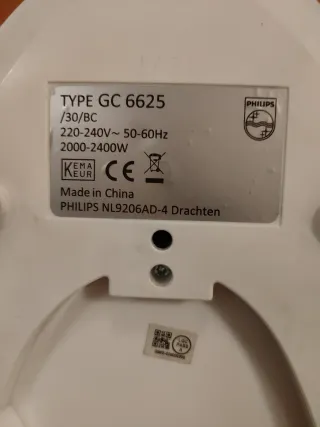 TYPE GC 6625
/30/BC
220-240V~ 50-60Hz
2000-2400W
PHILIPS
KEMA
EUR
CE
Made in China
PHILIPS NL9206AD-4 Drachten